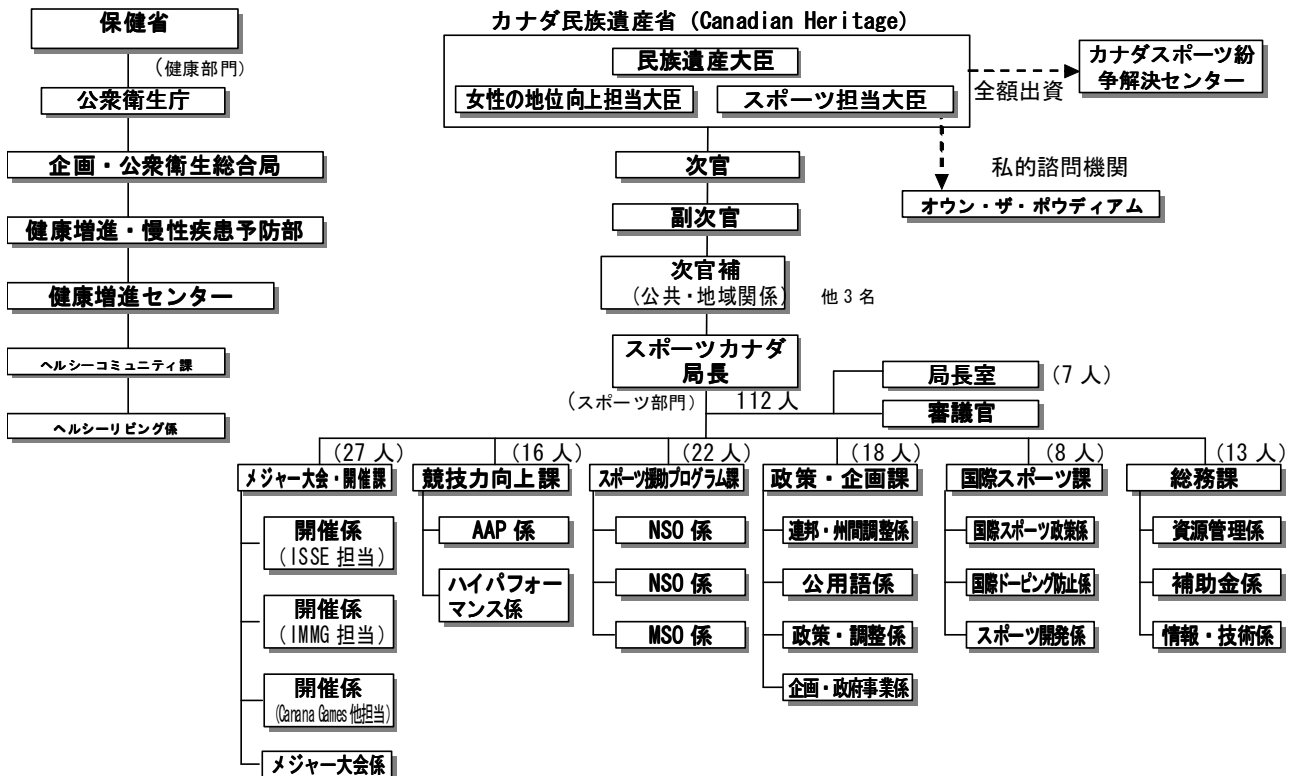 保健省
(健康部門)
公衆衛生庁
企画・公衆衛生総合局
健康増進・慢性疾患予防部
健康増進センター
ヘルシーコミュニティ課
ヘルシーリビング係
カナダ民族遺産省 (Canadian Heritage)
民族遺産大臣
女性の地位向上担当大臣
スポーツ担当大臣
全額出資
カナダスポーツ紛
争解決センター
私的諮問機関
オウン・ザ・ポウディアム
次官
副次官
次官補
(公共・地域関係)
他3名
スポーツカナダ
局長
(スポーツ部門)
112人
局長室
(7人)
審議官
(27人)
メジャー大会・開催課
開催係
(ISSE 担当)
開催係
(IMMG 担当)
開催係
(Canana Games 他担当)
メジャー大会係
(16人)
競技力向上課
AAP 係
ハイパフォー
マンス係
(22人)
スポーツ援助プログラム課
NSO 係
NSO 係
MSO 係
(18人)
政策・企画課
連邦・州間調整係
公用語係
政策・調整係
企画・政府事業係
(8人)
国際スポーツ課
国際スポーツ政策係
国際ドーピング防止係
スポーツ開発係
(13人)
総務課
資源管理係
補助金係
情報・技術係